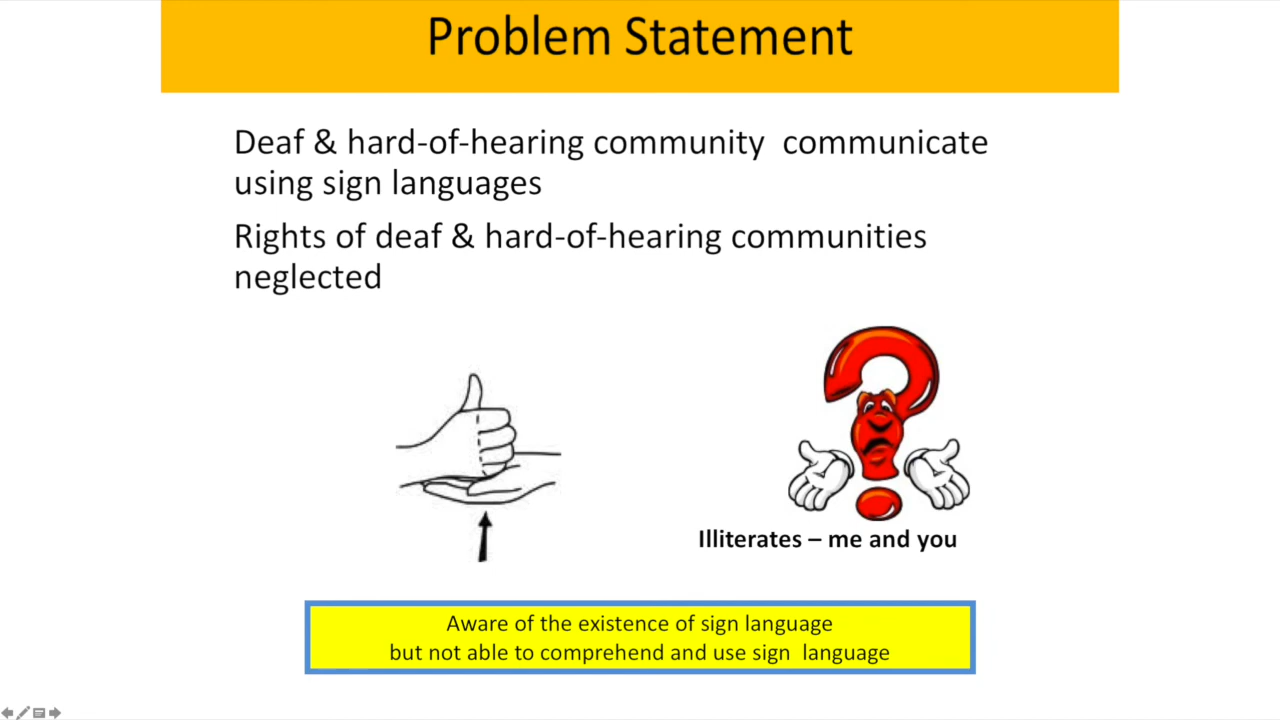 Problem Statement
Deaf & hard-of-hearing community  communicate
using sign languages
Rights of deaf & hard-of-hearing communities
neglected
Illiterates – me and you
Aware of the existence of sign language
but not able to comprehend and use sign  language